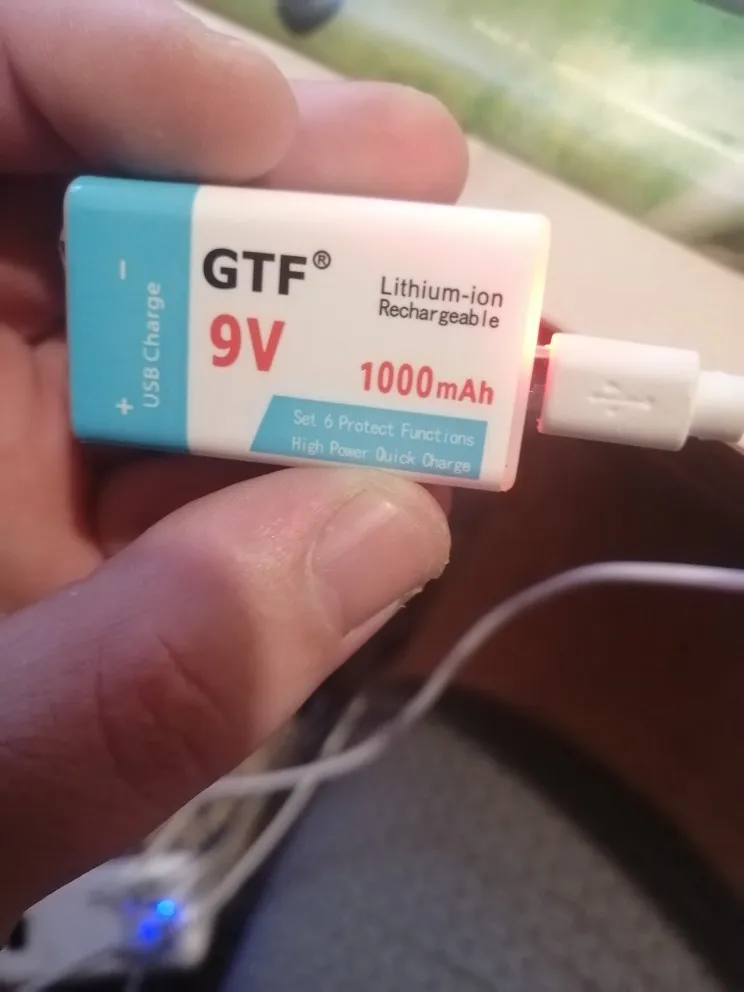 GTF®
9V
Lithium-ion
Rechargeable
1000mAh
Set 6 Protect Functions
High Power Quick Charge
− USB Charge +